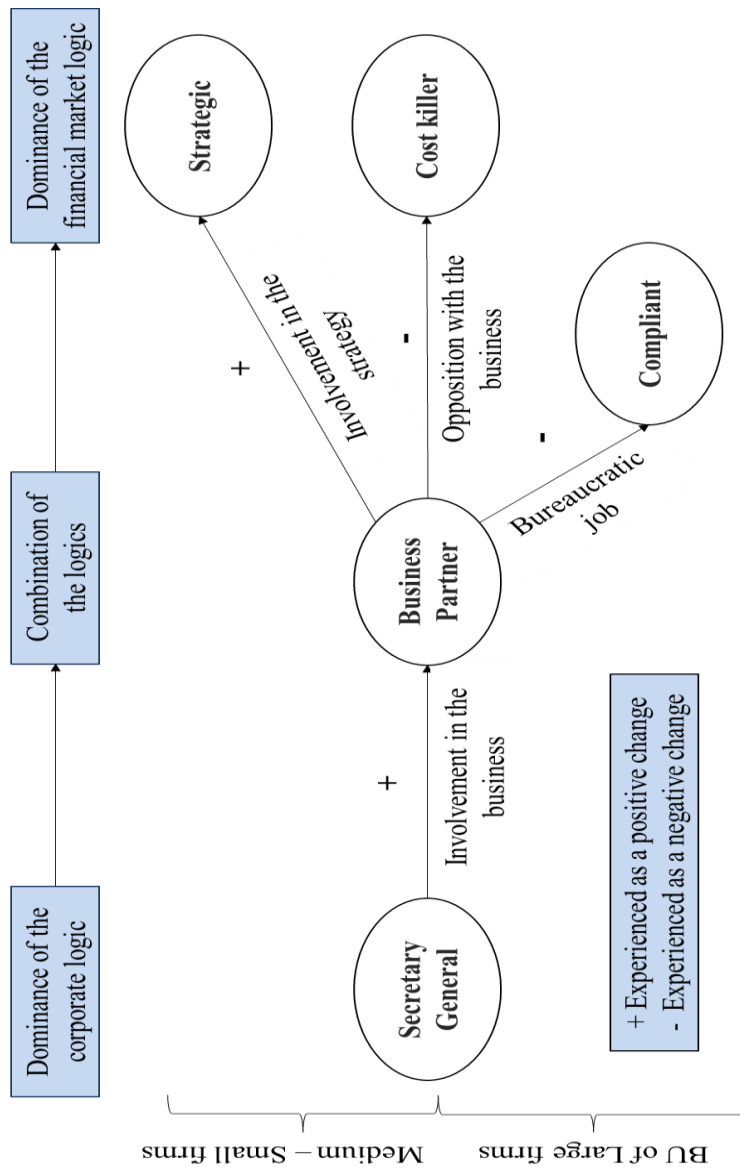 Dominance of the
corporate logic
Combination of
the logics
Dominance of the
financial market logic
Medium – Small firms
BU of Large firms
Secretary
General
+
Involvement in the
business
Business
Partner
+
Involvement in the
strategy
Strategic
-
Opposition with the
business
Cost killer
-
Bureaucratic
job
Compliant
+ Experienced as a positive change
- Experienced as a negative change